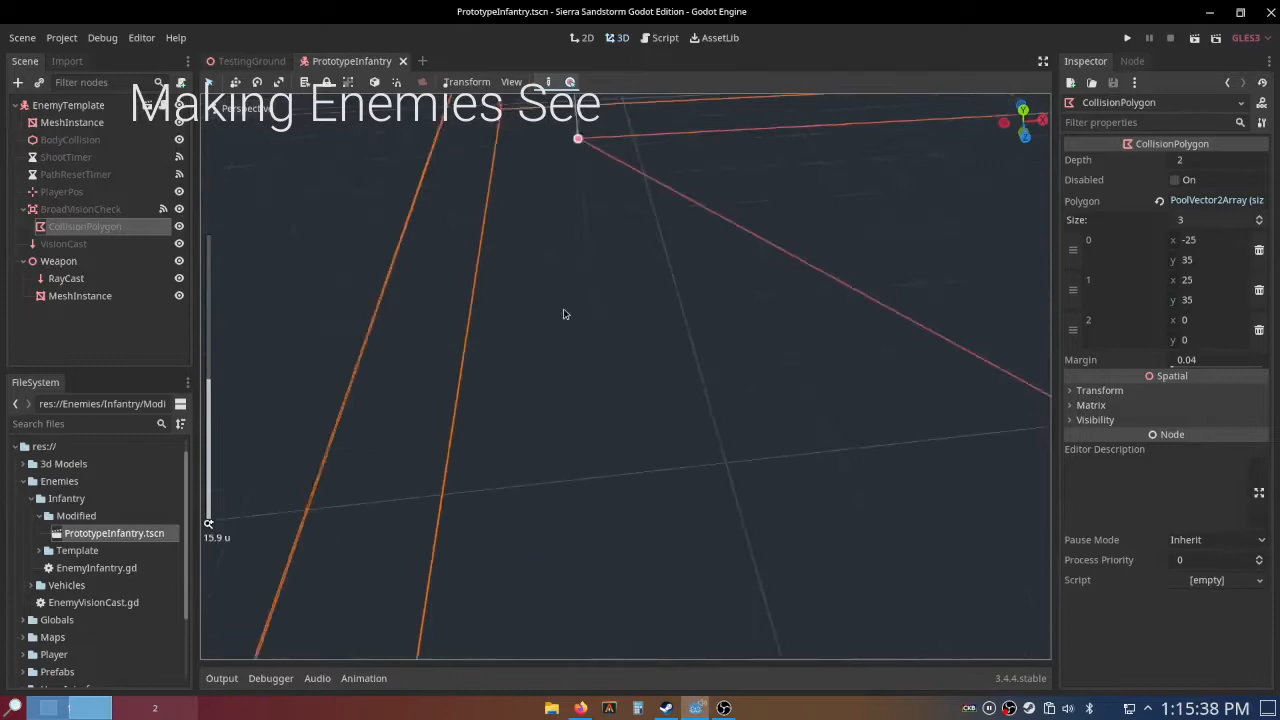 PrototypeInfantry.tscn - Sierra Sandstorm Godot Edition - Godot Engine
Scene Project Debug Editor Help
2D 3D Script AssetLib
GLES3
Scene Import
TestingGround PrototypeInfantry
Inspector Node
Filter nodes
Transform View
Making Enemies See
CollisionPolygon
Filter properties
EnemyTemplate
MeshInstance
BodyCollision
ShootTimer
PathResetTimer
PlayerPos
BroadVisionCheck
CollisionPolygon
VisionCast
Weapon
RayCast
MeshInstance
CollisionPolygon
Depth 2
Disabled On
Polygon PoolVector2Array (siz
Size: 3
0 x -25
y 35
1 x 25
y 35
2 x 0
y 0
Margin 0.04
Spatial
Transform
Matrix
Visibility
Node
Editor Description
Pause Mode Inherit
Process Priority 0
Script [empty]
FileSystem
res://Enemies/Infantry/Modi
Search files
res://
3d Models
Enemies
Infantry
Modified
PrototypeInfantry.tscn
Template
EnemyInfantry.gd
Vehicles
EnemyVisionCast.gd
Globals
Maps
Player
Prefabs
15.9 u
Output Debugger Audio Animation
3.4.4.stable
1 2
1:15:38 PM